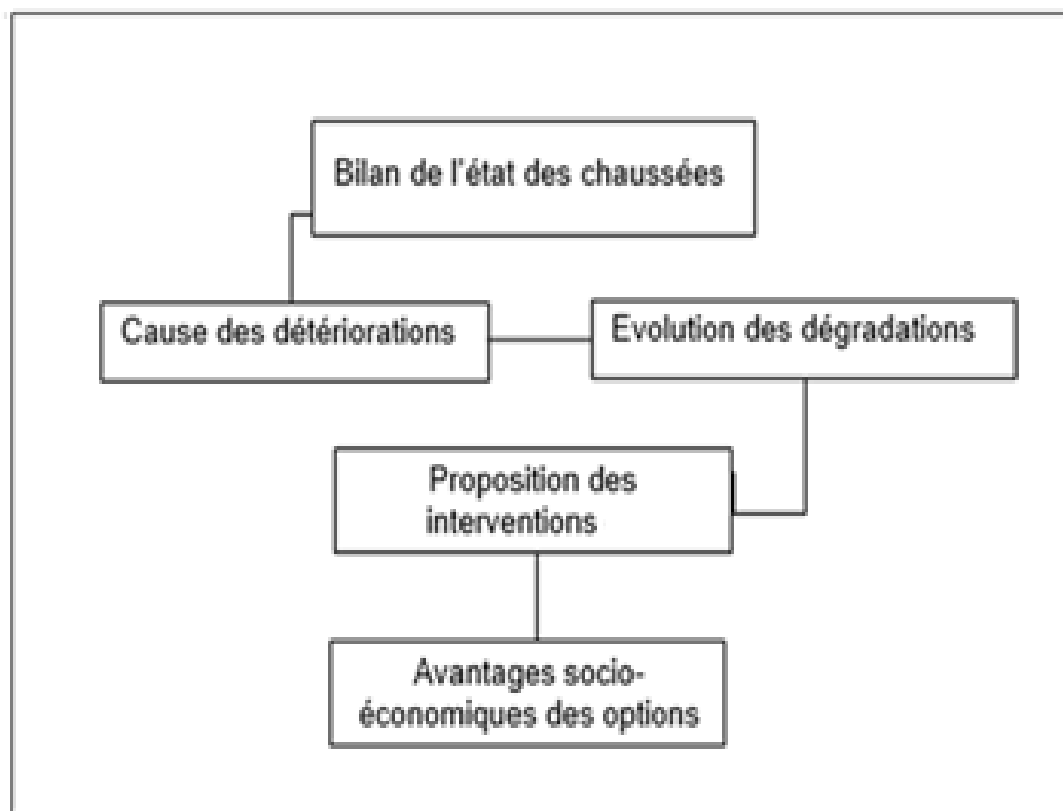 Bilan de l'état des chaussées
Cause des détériorations
Evolution des dégradations
Proposition des
interventions
Avantages socio-
économiques des options